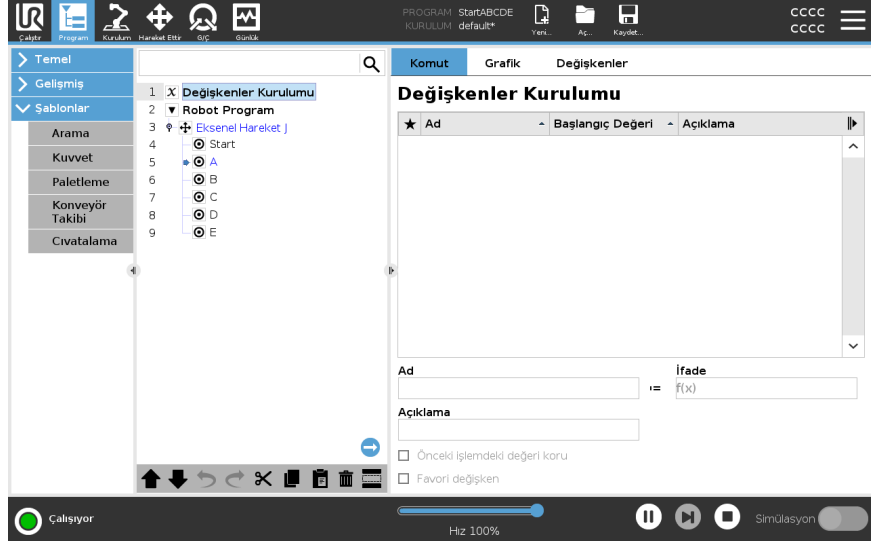 UR
PROGRAM StartABCDE
KURULUM default*
Çalıştır Program Kurulum Hareket Ettir G/Ç Günlük
Yeni... Aç... Kaydet...
CCCC
CCCC
Temel
Gelişmiş
Şablonlar
Arama
Kuvvet
Paletleme
Konveyör
Takibi
Cıvatalama
1 X Değişkenler Kurulumu
2 Robot Program
3 Eksenel Hareket J
4 Start
5 A
6 B
7 C
8 D
9 E
Komut Grafik Değişkenler
Değişkenler Kurulumu
Ad Başlangıç Değeri Açıklama
Ad İfade
:= f(x)
Açıklama
Önceki işlemdeki değeri koru
Favori değişken
Çalışıyor
Hız 100%
Simülasyon